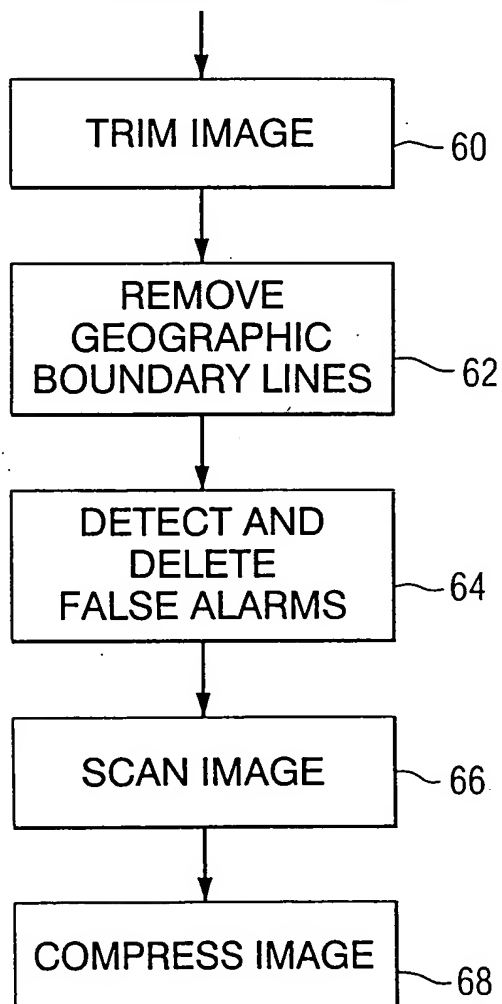 TRIM IMAGE
60
REMOVE
GEOGRAPHIC
BOUNDARY LINES
62
DETECT AND
DELETE
FALSE ALARMS
64
SCAN IMAGE
66
COMPRESS IMAGE
68